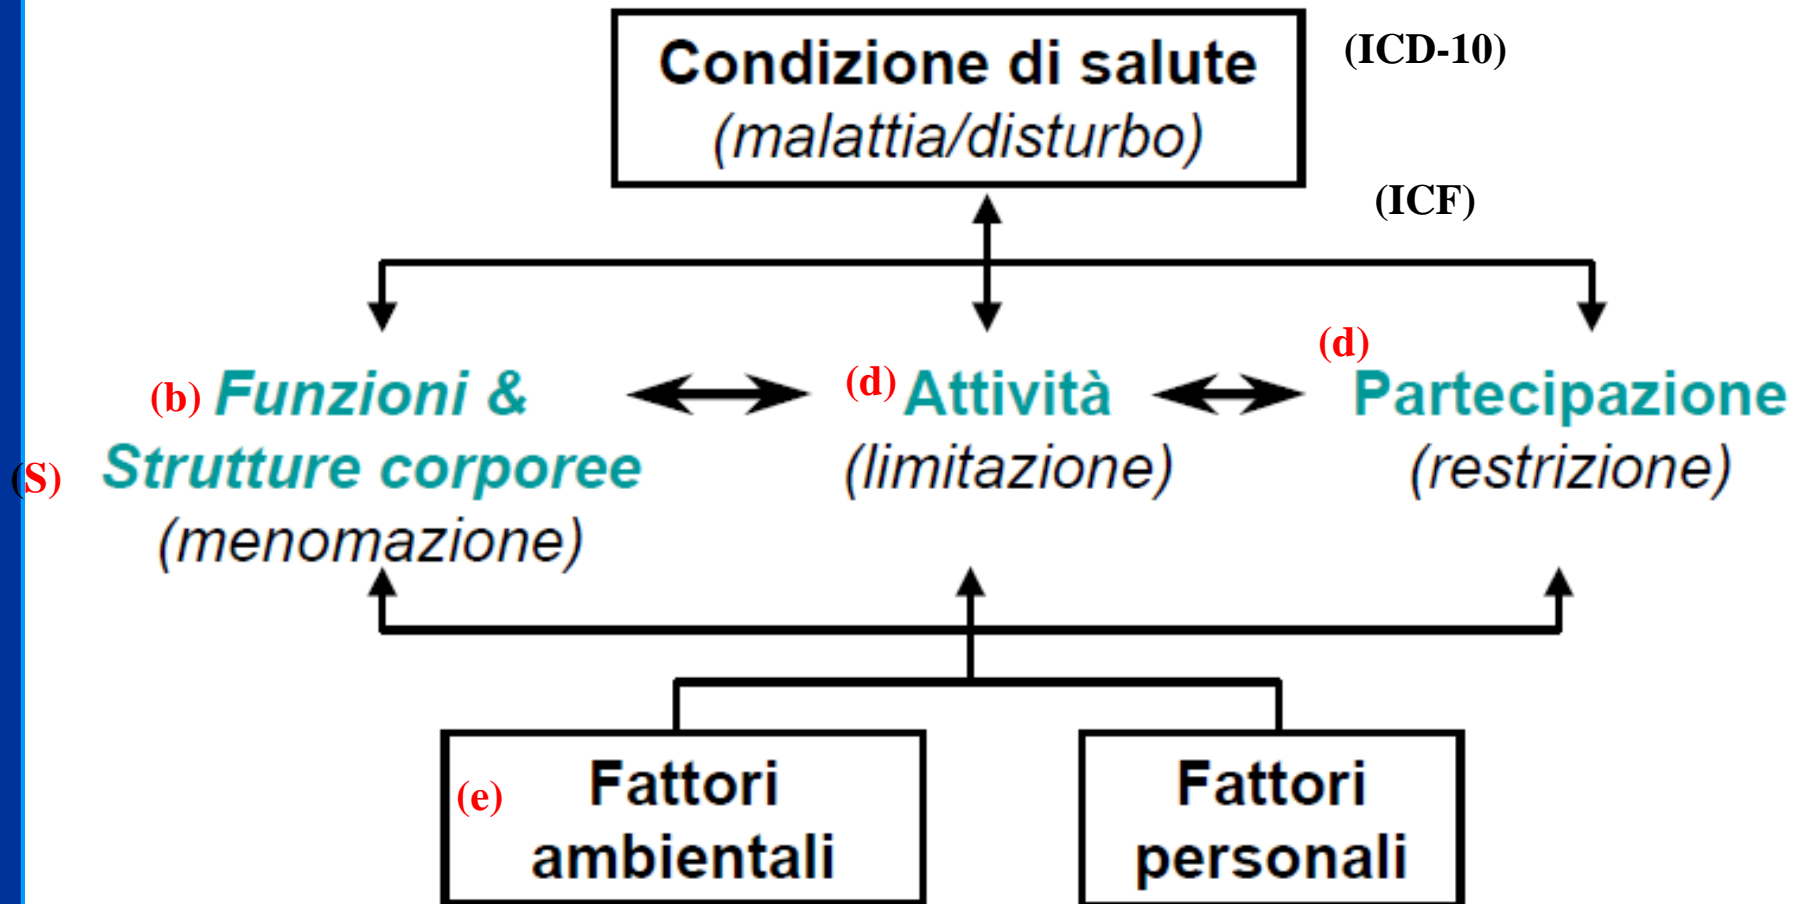 Condizione di salute
(malattia/disturbo)
(ICD-10)
(ICF)
(b) Funzioni &
(S) Strutture corporee
(menomazione)
(d) Attività
(limitazione)
(d)
Partecipazione
(restrizione)
(e) Fattori
ambientali
Fattori
personali